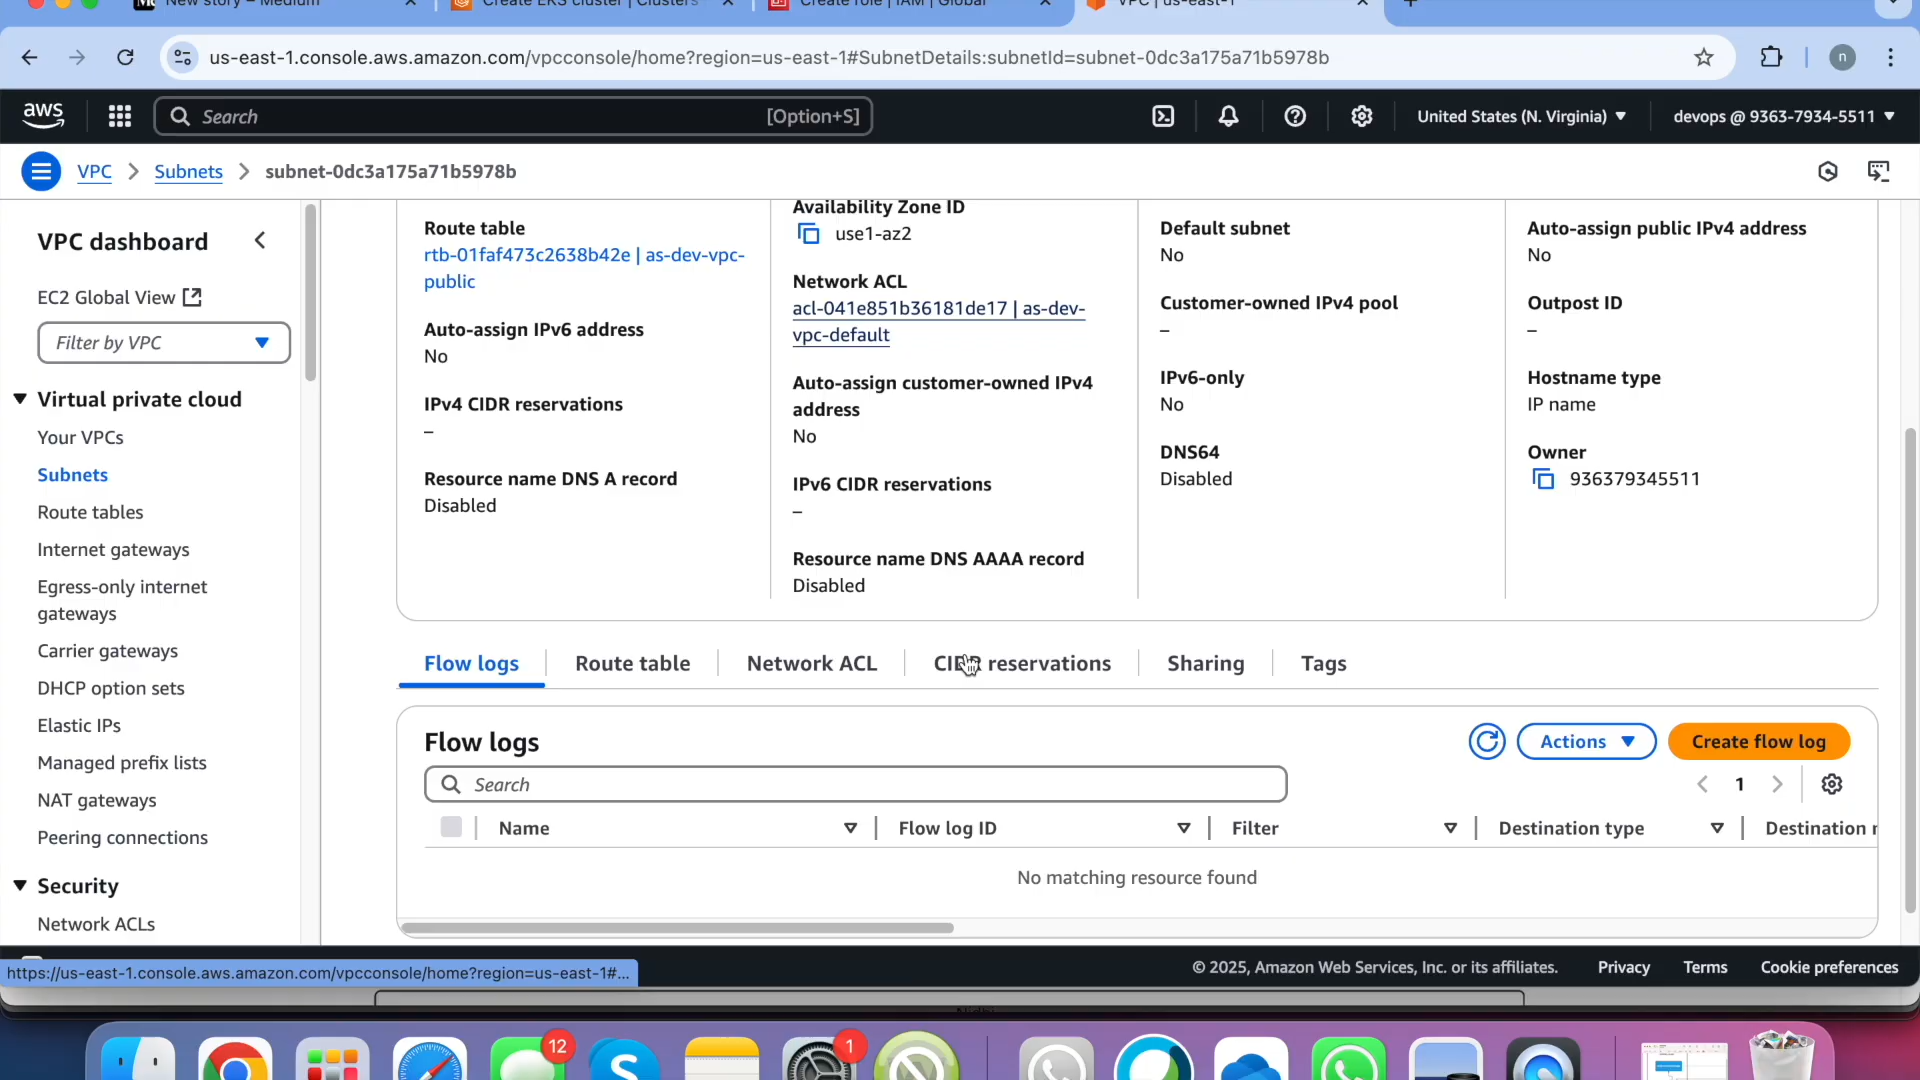 New story – Medium
Create EKS cluster | Clusters
Create role | IAM | Global
VPC | us-east-1
us-east-1.console.aws.amazon.com/vpcconsole/home?region=us-east-1#SubnetDetails:subnetId=subnet-0dc3a175a71b5978b
n
aws
Search
[Option+S]
United States (N. Virginia)
devops @ 9363-7934-5511
VPC
Subnets
subnet-0dc3a175a71b5978b
VPC dashboard
EC2 Global View
Filter by VPC
Virtual private cloud
Your VPCs
Subnets
Route tables
Internet gateways
Egress-only internet
gateways
Carrier gateways
DHCP option sets
Elastic IPs
Managed prefix lists
NAT gateways
Peering connections
Security
Network ACLs
Route table
rtb-01faf473c2638b42e | as-dev-vpc-
public
Auto-assign IPv6 address
No
IPv4 CIDR reservations
–
Resource name DNS A record
Disabled
Availability Zone ID
use1-az2
Network ACL
acl-041e851b36181de17 | as-dev-
vpc-default
Auto-assign customer-owned IPv4
address
No
IPv6 CIDR reservations
–
Resource name DNS AAAA record
Disabled
Default subnet
No
Customer-owned IPv4 pool
–
IPv6-only
No
DNS64
Disabled
Auto-assign public IPv4 address
No
Outpost ID
–
Hostname type
IP name
Owner
936379345511
Flow logs
Route table
Network ACL
CIDR reservations
Sharing
Tags
Flow logs
Actions
Create flow log
Search
1
Name
Flow log ID
Filter
Destination type
Destination
No matching resource found
https://us-east-1.console.aws.amazon.com/vpcconsole/home?region=us-east-1#...
© 2025, Amazon Web Services, Inc. or its affiliates.
Privacy
Terms
Cookie preferences
12
1